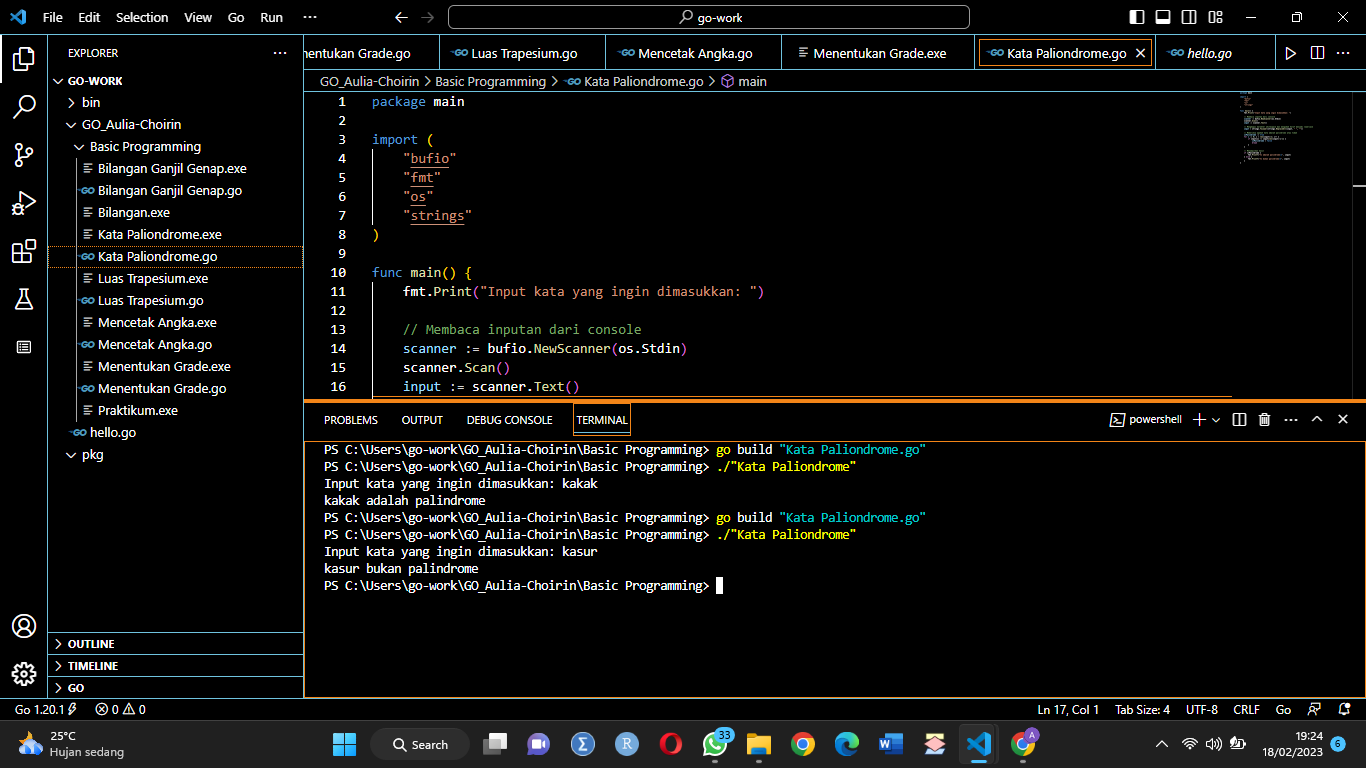 File Edit Selection View Go Run ··· go-work
EXPLORER ···
GO-WORK
bin
GO_Aulia-Choirin
Basic Programming
Bilangan Ganjil Genap.exe
Bilangan Ganjil Genap.go
Bilangan.exe
Kata Paliondrome.exe
Kata Paliondrome.go
Luas Trapesium.exe
Luas Trapesium.go
Mencetak Angka.exe
Mencetak Angka.go
Menentukan Grade.exe
Menentukan Grade.go
Praktikum.exe
hello.go
pkg
OUTLINE
TIMELINE
GO
nentukan Grade.go Luas Trapesium.go Mencetak Angka.go Menentukan Grade.exe Kata Paliondrome.go hello.go
GO_Aulia-Choirin > Basic Programming > Kata Paliondrome.go > main
1 package main
2
3 import (
4 "bufio"
5 "fmt"
6 "os"
7 "strings"
8 )
9
10 func main() {
11 fmt.Print("Input kata yang ingin dimasukkan: ")
12
13 // Membaca inputan dari console
14 scanner := bufio.NewScanner(os.Stdin)
15 scanner.Scan()
16 input := scanner.Text()
PROBLEMS OUTPUT DEBUG CONSOLE TERMINAL powershell
PS C:\Users\go-work\GO_Aulia-Choirin\Basic Programming> go build "Kata Paliondrome.go"
PS C:\Users\go-work\GO_Aulia-Choirin\Basic Programming> ./"Kata Paliondrome"
Input kata yang ingin dimasukkan: kakak
kakak adalah palindrome
PS C:\Users\go-work\GO_Aulia-Choirin\Basic Programming> go build "Kata Paliondrome.go"
PS C:\Users\go-work\GO_Aulia-Choirin\Basic Programming> ./"Kata Paliondrome"
Input kata yang ingin dimasukkan: kasur
kasur bukan palindrome
PS C:\Users\go-work\GO_Aulia-Choirin\Basic Programming>
Go 1.20.1 0 0 Ln 17, Col 1 Tab Size: 4 UTF-8 CRLF Go
25°C
Hujan sedang
Search
33
A
19:24
18/02/2023
6